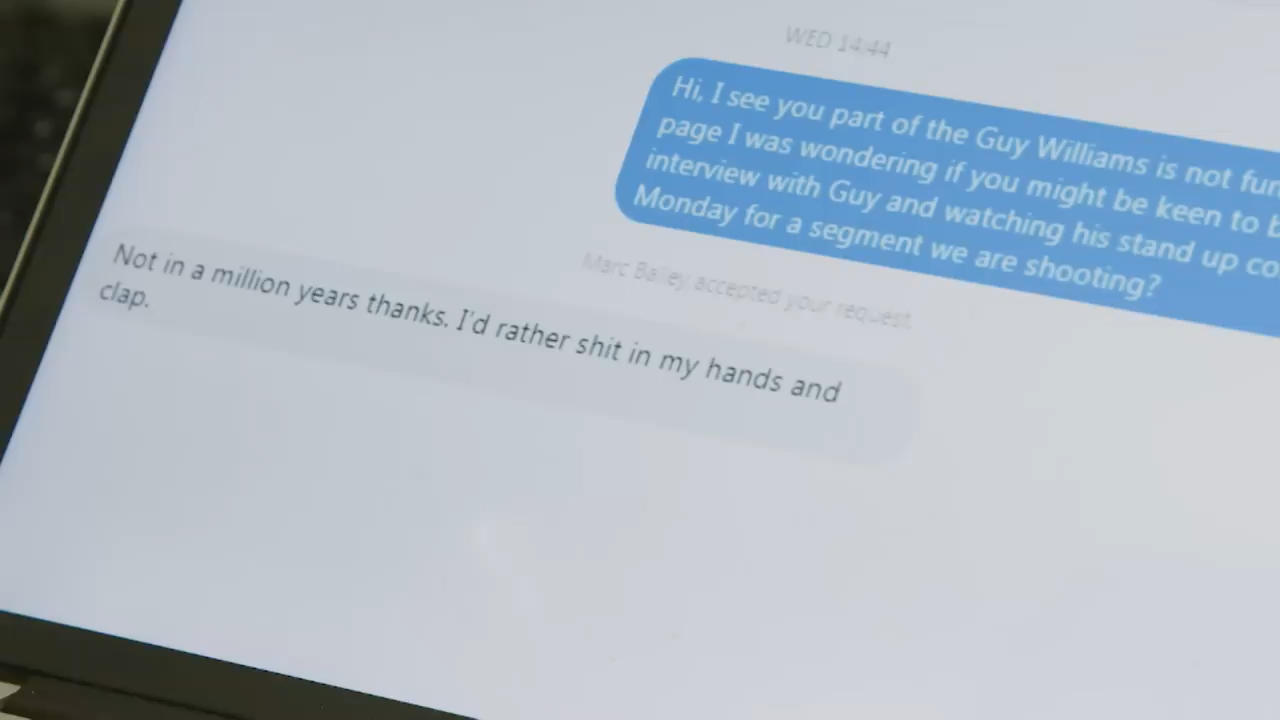 WED 14:44
Hi, I see you part of the Guy Williams is not
page I was wondering if you might be keen to
interview with Guy and watching his stand up
Monday for a segment we are shooting?
Marc Bailey accepted your request.
Not in a million years thanks. I'd rather shit in my hands and
clap.